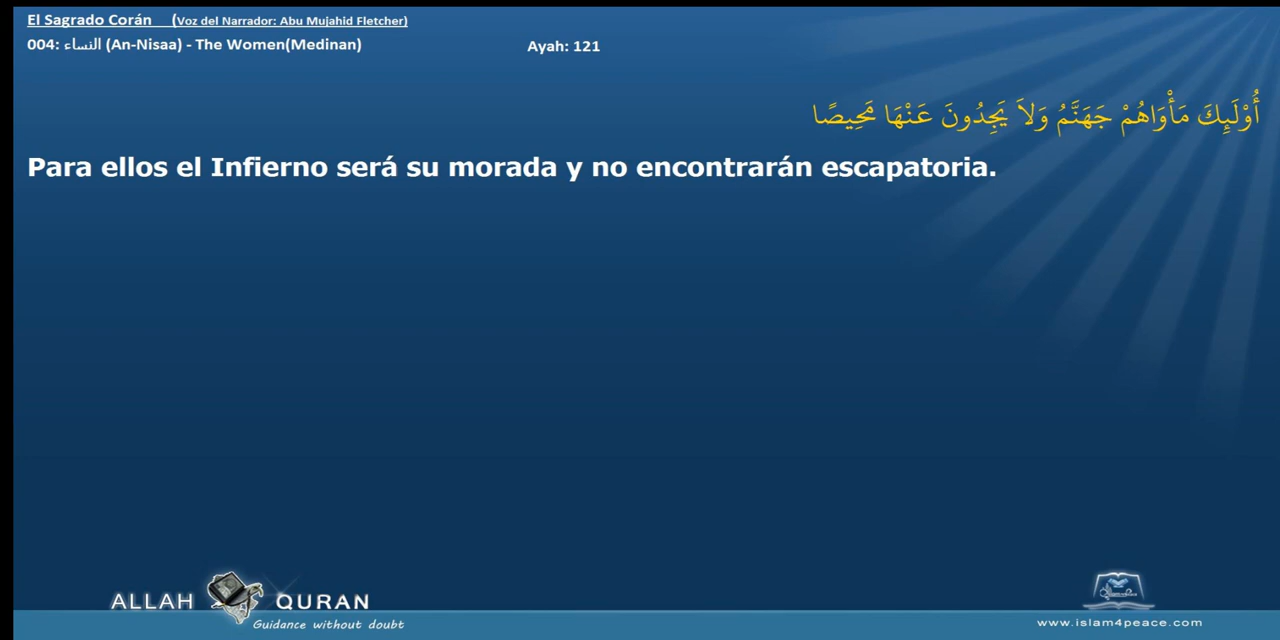 El Sagrado Corán (Voz del Narrador: Abu Mujahid Fletcher)
004: النساء (An-Nisaa) - The Women(Medinan) Ayah: 121
أُوْلَـئِكَ مَأْوَاهُمْ جَهَنَّمُ وَلاَ يَجِدُونَ عَنْهَا مَحِيصًا
Para ellos el Infierno será su morada y no encontrarán escapatoria.
ALLAH QURAN
Guidance without doubt
www.islam4peace.com